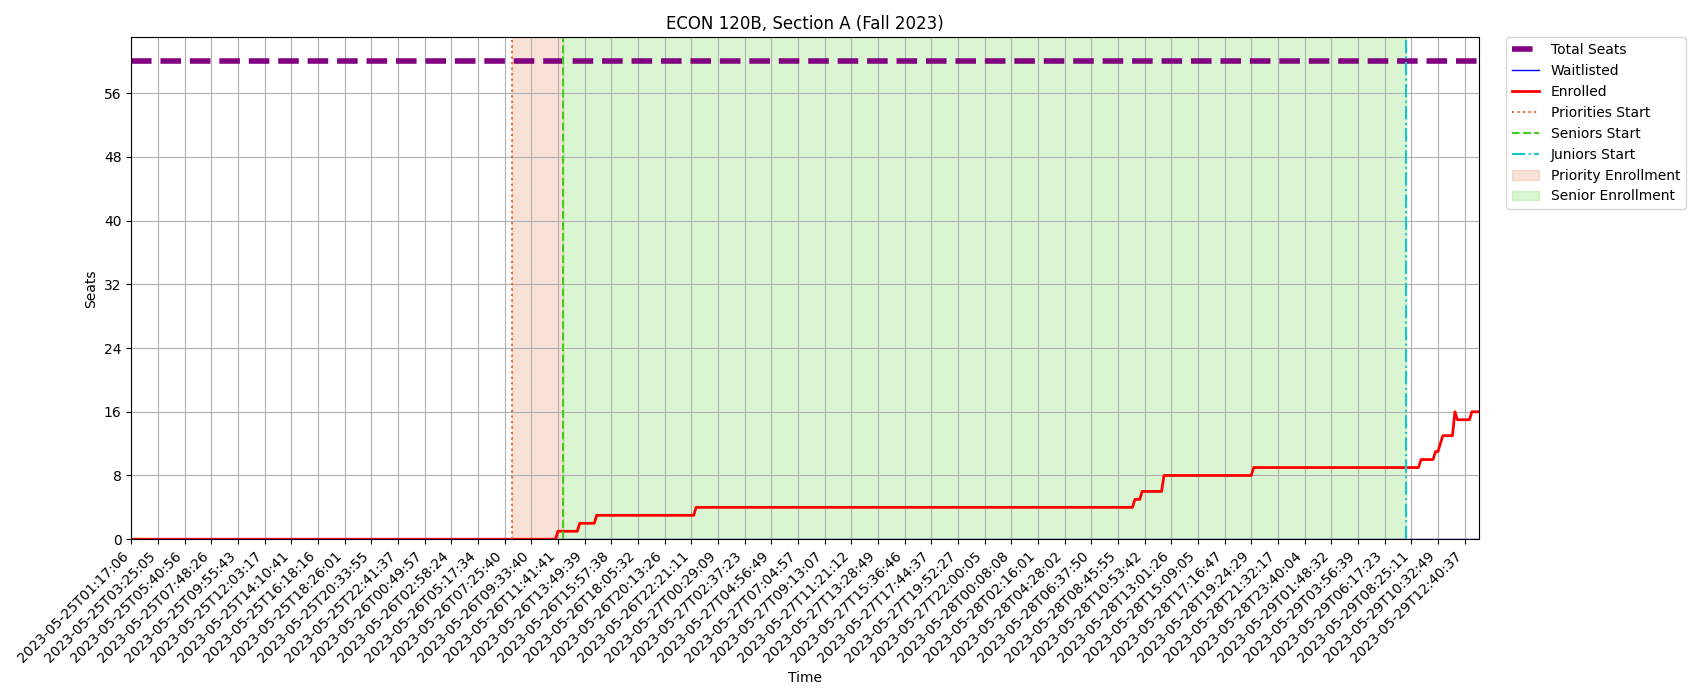 ECON 120B, Section A (Fall 2023)
Total Seats
Waitlisted
Enrolled
Priorities Start
Seniors Start
Juniors Start
Priority Enrollment
Senior Enrollment
Seats
56
48
40
32
24
16
8
0
2023-05-25T01:17:06
2023-05-25T03:25:05
2023-05-25T05:40:56
2023-05-25T07:48:26
2023-05-25T09:55:43
2023-05-25T12:03:17
2023-05-25T14:10:41
2023-05-25T16:18:16
2023-05-25T18:26:01
2023-05-25T20:33:55
2023-05-25T22:41:37
2023-05-26T00:49:57
2023-05-26T02:58:24
2023-05-26T05:17:34
2023-05-26T07:25:40
2023-05-26T09:33:40
2023-05-26T11:41:41
2023-05-26T13:49:39
2023-05-26T15:57:38
2023-05-26T18:05:32
2023-05-26T20:13:26
2023-05-26T22:21:11
2023-05-27T00:29:09
2023-05-27T02:37:23
2023-05-27T04:56:49
2023-05-27T07:04:57
2023-05-27T09:13:07
2023-05-27T11:21:12
2023-05-27T13:28:49
2023-05-27T15:36:46
2023-05-27T17:44:37
2023-05-27T19:52:27
2023-05-27T22:00:05
2023-05-28T00:08:08
2023-05-28T02:16:01
2023-05-28T04:28:02
2023-05-28T06:37:50
2023-05-28T08:45:55
2023-05-28T10:53:42
2023-05-28T13:01:26
2023-05-28T15:09:05
2023-05-28T17:16:47
2023-05-28T19:24:29
2023-05-28T21:32:17
2023-05-28T23:40:04
2023-05-29T01:48:32
2023-05-29T03:56:39
2023-05-29T06:17:23
2023-05-29T08:25:11
2023-05-29T10:32:49
2023-05-29T12:40:37
Time